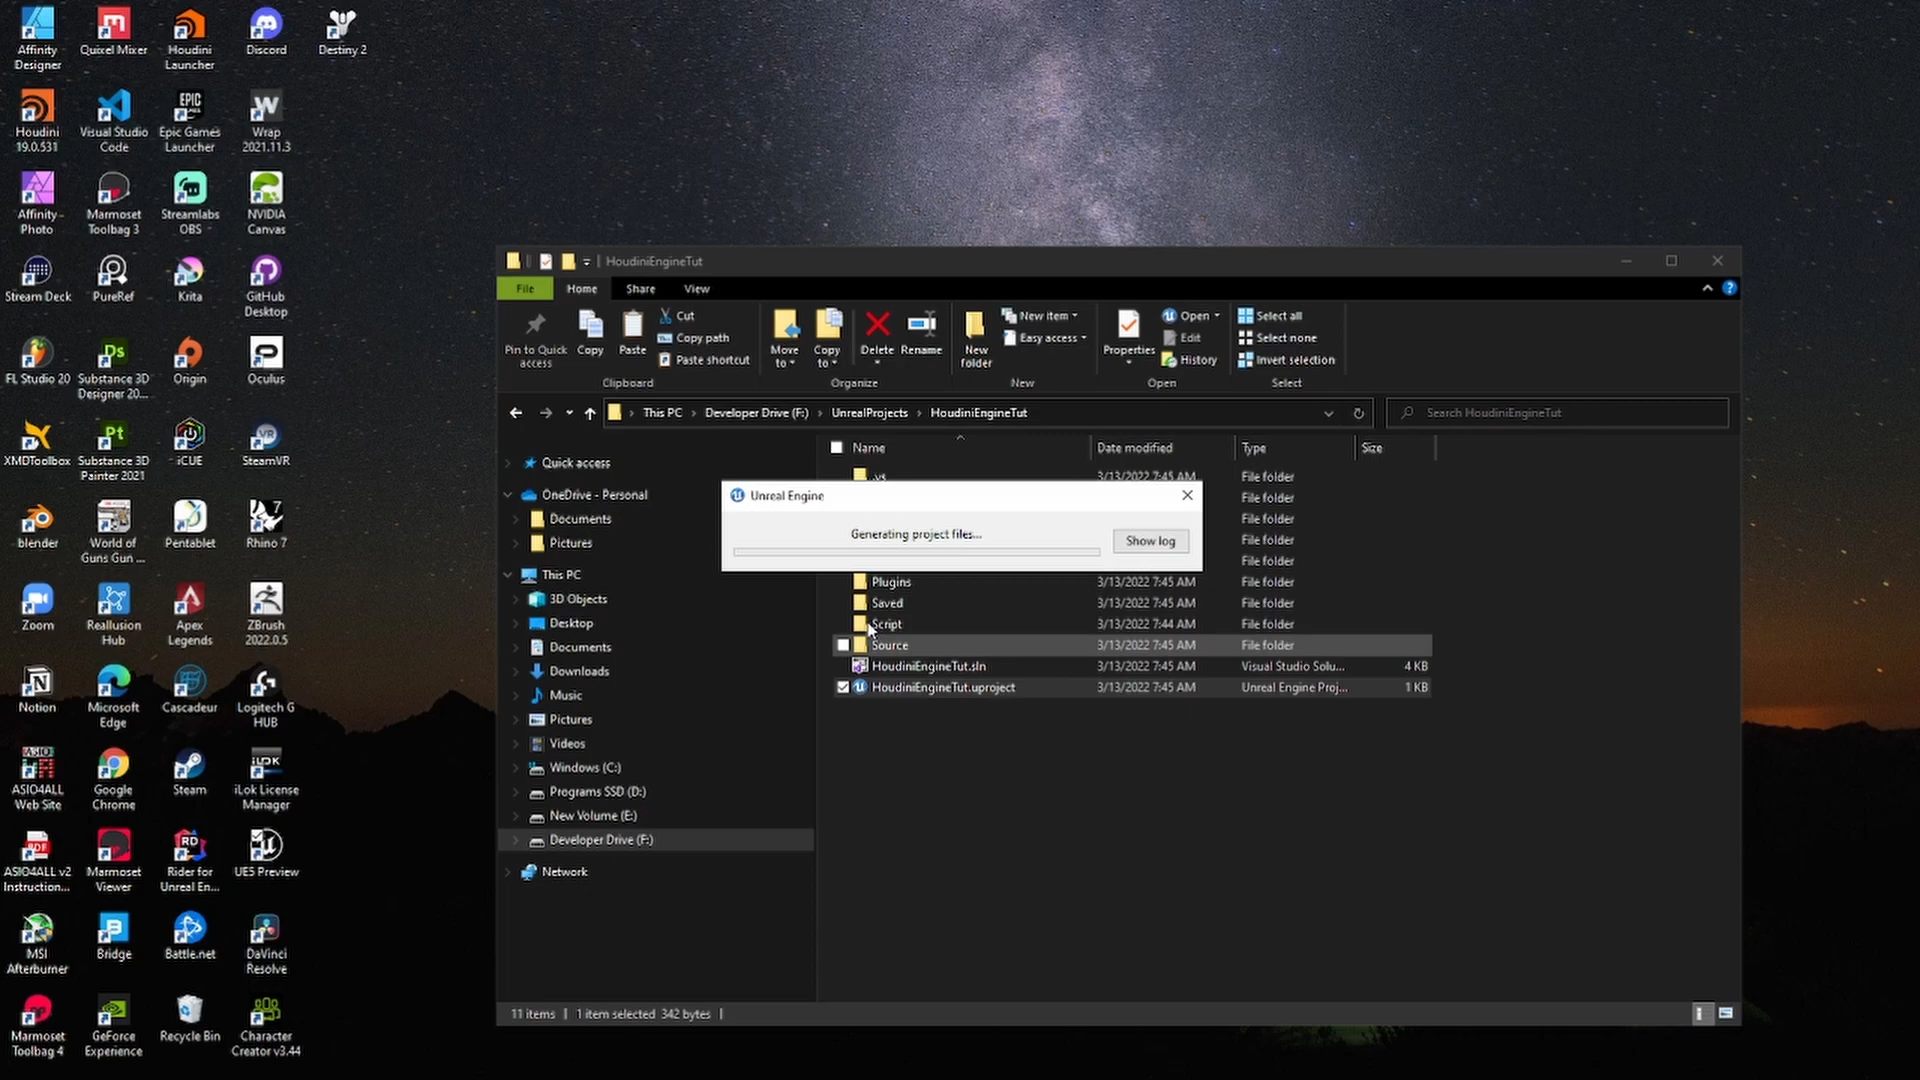 Affinity Designer
Quixel Mixer
Houdini Launcher
Discord
Destiny 2
Houdini 19.0.531
Visual Studio Code
Epic Games Launcher
Wrap 2021.11.3
Affinity Photo
Marmoset Toolbag 3
Streamlabs OBS
NVIDIA Canvas
Stream Deck
PureRef
Krita
GitHub Desktop
FL Studio 20
Substance 3D Designer 20...
Origin
Oculus
XMDToolbox
Substance 3D Painter 2021
iCUE
SteamVR
blender
World of Guns Gun ...
Pentablet
Rhino 7
Zoom
Reallusion Hub
Apex Legends
ZBrush 2022.0.5
Notion
Microsoft Edge
Cascadeur
Logitech G HUB
ASIO4ALL Web Site
Google Chrome
Steam
iLok License Manager
ASIO4ALL v2 Instruction...
Marmoset Viewer
Rider for Unreal En...
UE5 Preview
MSI Afterburner
Bridge
Battle.net
DaVinci Resolve
Marmoset Toolbag 4
GeForce Experience
Recycle Bin
Character Creator v3.44
HoudiniEngineTut
File Home Share View
Pin to Quick access
Copy
Paste
Cut
Copy path
Paste shortcut
Clipboard
Move to
Copy to
Delete
Rename
Organize
New folder
New item
Easy access
New
Properties
Open
Edit
History
Open
Select all
Select none
Invert selection
Select
This PC Developer Drive (F:) UnrealProjects HoudiniEngineTut
Search HoudiniEngineTut
Quick access
OneDrive - Personal
Documents
Pictures
This PC
3D Objects
Desktop
Documents
Downloads
Music
Pictures
Videos
Windows (C:)
Programs SSD (D:)
New Volume (E:)
Developer Drive (F:)
Network
Name Date modified Type Size
.vs 3/13/2022 7:45 AM File folder
File folder
File folder
File folder
File folder
Plugins 3/13/2022 7:45 AM File folder
Saved 3/13/2022 7:45 AM File folder
Script 3/13/2022 7:44 AM File folder
Source 3/13/2022 7:45 AM File folder
HoudiniEngineTut.sln 3/13/2022 7:45 AM Visual Studio Solu... 4 KB
HoudiniEngineTut.uproject 3/13/2022 7:45 AM Unreal Engine Proj... 1 KB
Unreal Engine
Generating project files...
Show log
11 items 1 item selected 342 bytes